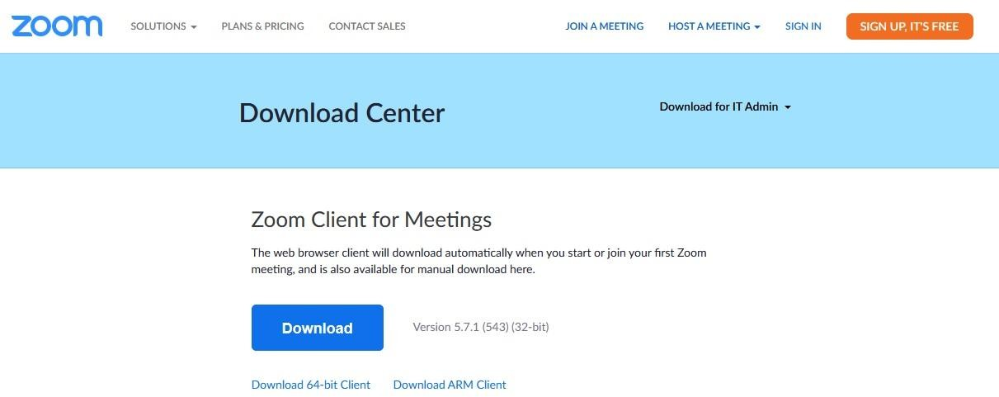 zoom SOLUTIONS PLANS & PRICING CONTACT SALES JOIN A MEETING HOST A MEETING SIGN IN SIGN UP, IT'S FREE
Download Center Download for IT Admin
Zoom Client for Meetings
The web browser client will download automatically when you start or join your first Zoom
meeting, and is also available for manual download here.
Download Version 5.7.1 (543) (32-bit)
Download 64-bit Client Download ARM Client